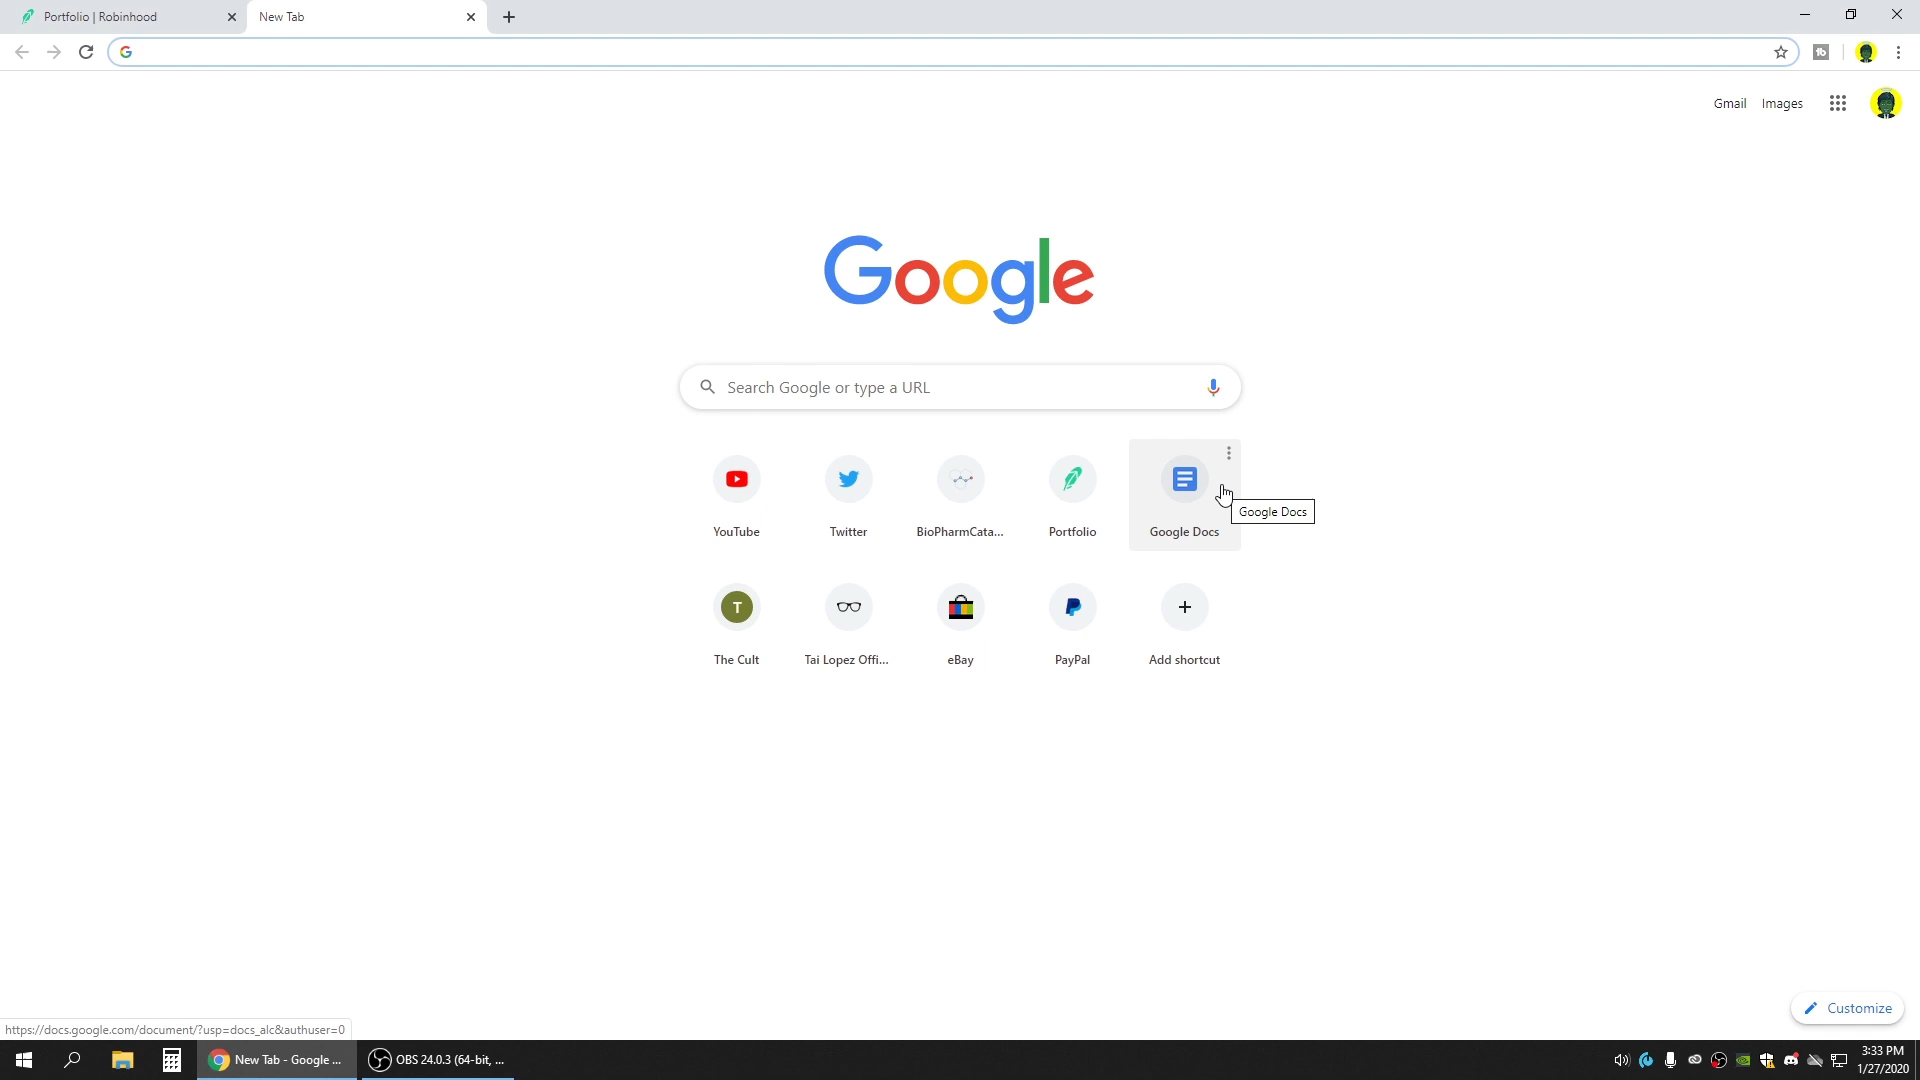 Portfolio | Robinhood
New Tab
Gmail Images
Google
Search Google or type a URL
YouTube
Twitter
BioPharmCata...
Portfolio
Google Docs
Google Docs
T
The Cult
Tai Lopez Offi...
eBay
PayPal
Add shortcut
Customize
https://docs.google.com/document/?usp=docs_alc&authuser=0
New Tab - Google ...
OBS 24.0.3 (64-bit, ...
3:33 PM
1/27/2020